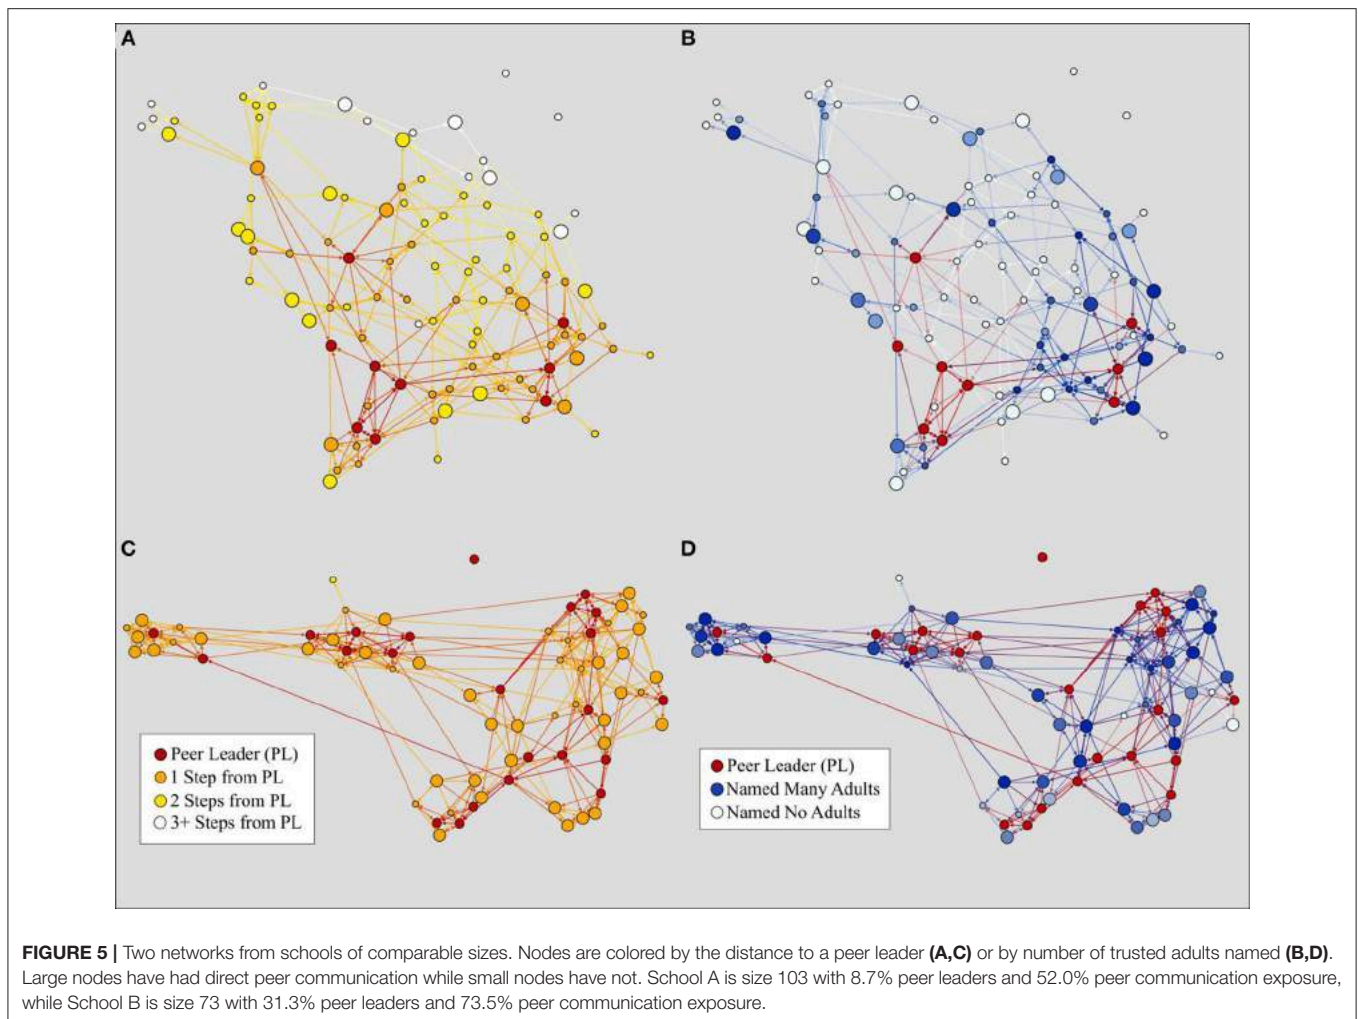 A
B
C
D
Peer Leader (PL)
1 Step from PL
2 Steps from PL
3+ Steps from PL
Peer Leader (PL)
Named Many Adults
Named No Adults
FIGURE 5 | Two networks from schools of comparable sizes. Nodes are colored by the distance to a peer leader (A,C) or by number of trusted adults named (B,D).
Large nodes have had direct peer communication while small nodes have not. School A is size 103 with 8.7% peer leaders and 52.0% peer communication exposure,
while School B is size 73 with 31.3% peer leaders and 73.5% peer communication exposure.